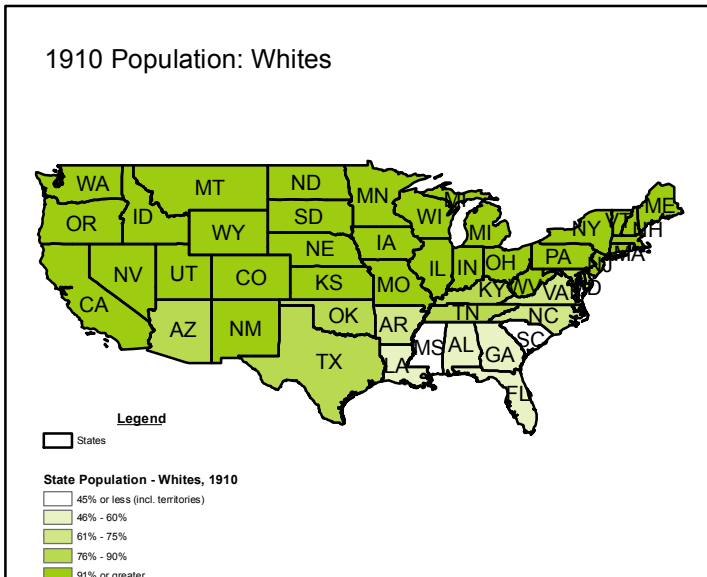 1910 Population: Whites
WA
MT
ND
MN
MI
ME
OR
ID
SD
WI
MI
NY
VT
NH
WY
IA
MA
NE
PA
NJ
NV
UT
CO
IL
IN
OH
KS
MO
KY
WV
VA
MD
CA
OK
TN
NC
AZ
NM
AR
SC
TX
MS
AL
GA
LA
FL
Legend
States
State Population - Whites, 1910
45% or less (incl. territories)
46% - 60%
61% - 75%
76% - 90%
91% or greater